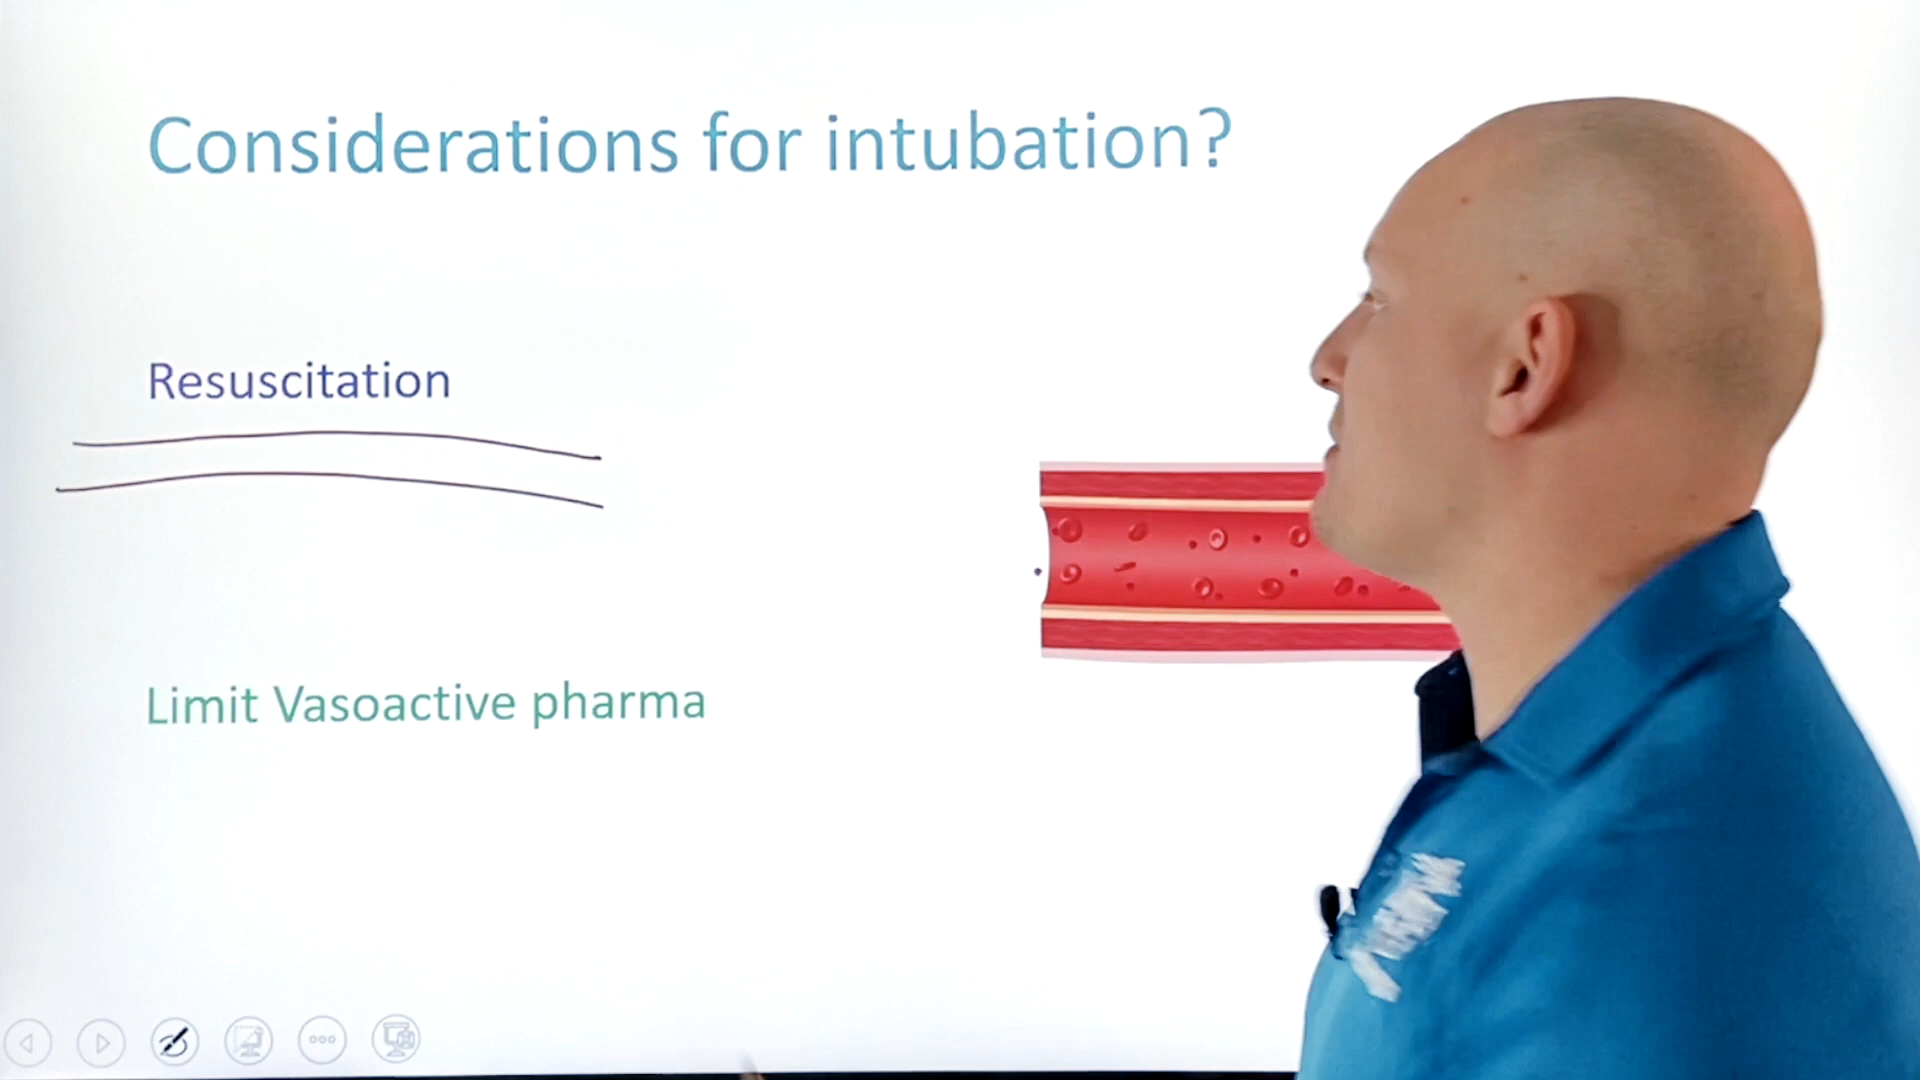 Considerations for intubation?
Resuscitation
Limit Vasoactive pharma